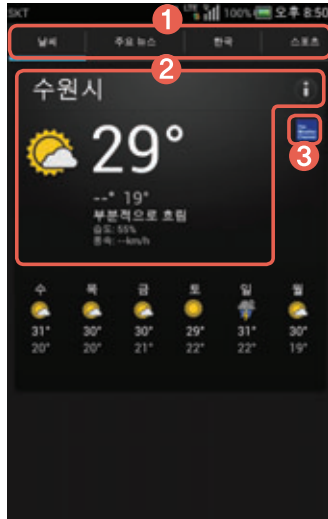 SKT LTE 100% 오후 8:50
1
날씨 주요 뉴스 한국 스포츠
2
수원시 i
The Weather Channel
3
29°
--° 19°
부분적으로 흐림
습도: 55%
풍속: --km/h
수 목 금 토 일 월
31° 30° 30° 29° 31° 30°
20° 20° 21° 22° 22° 19°